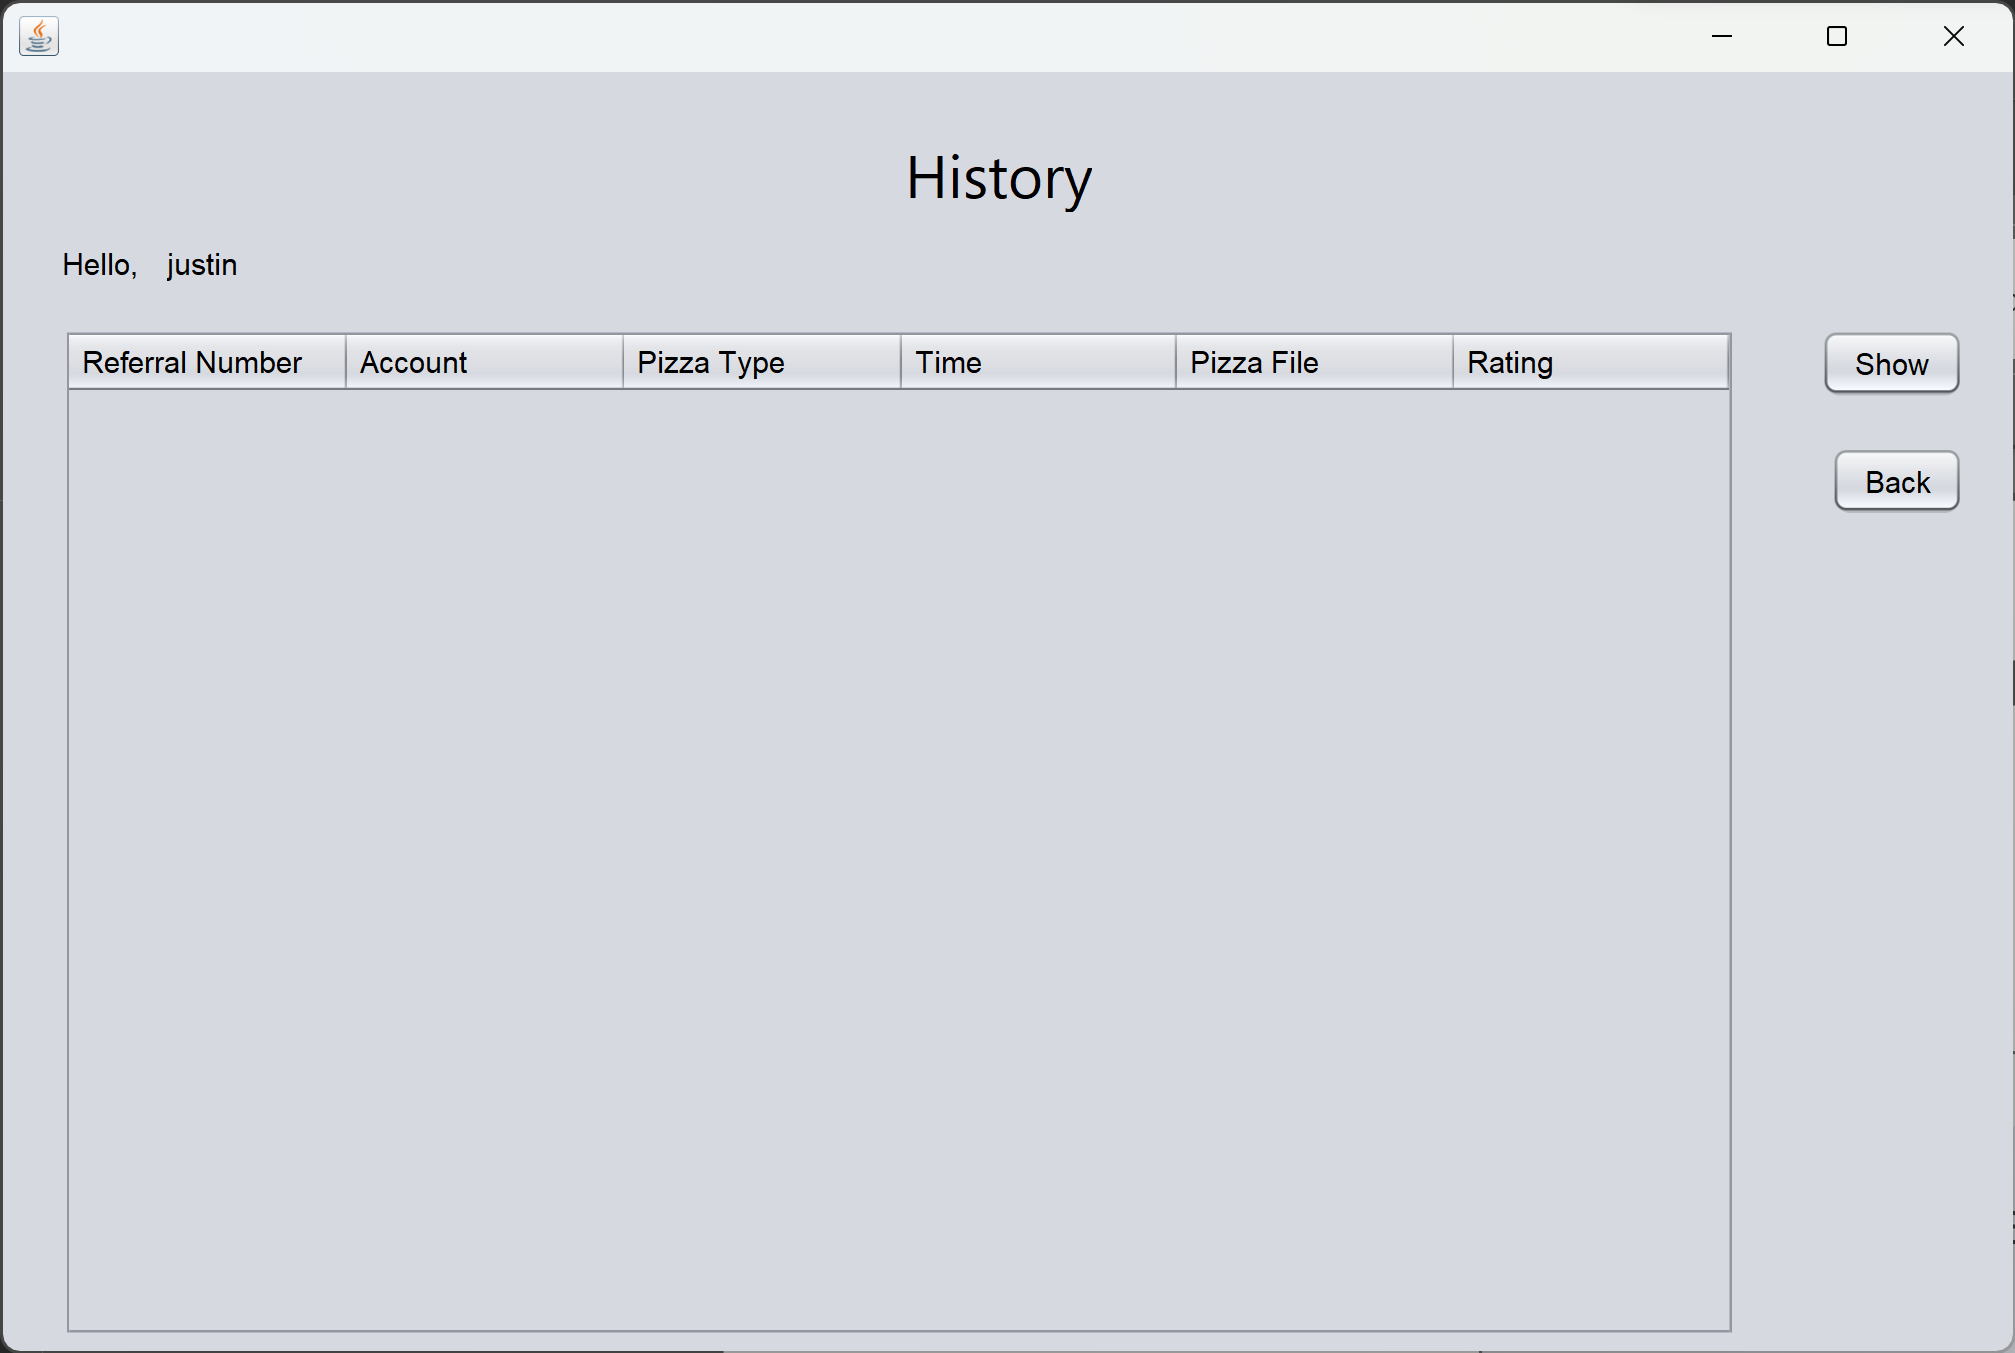 History
Hello, justin
Referral Number Account Pizza Type Time Pizza File Rating
Show
Back